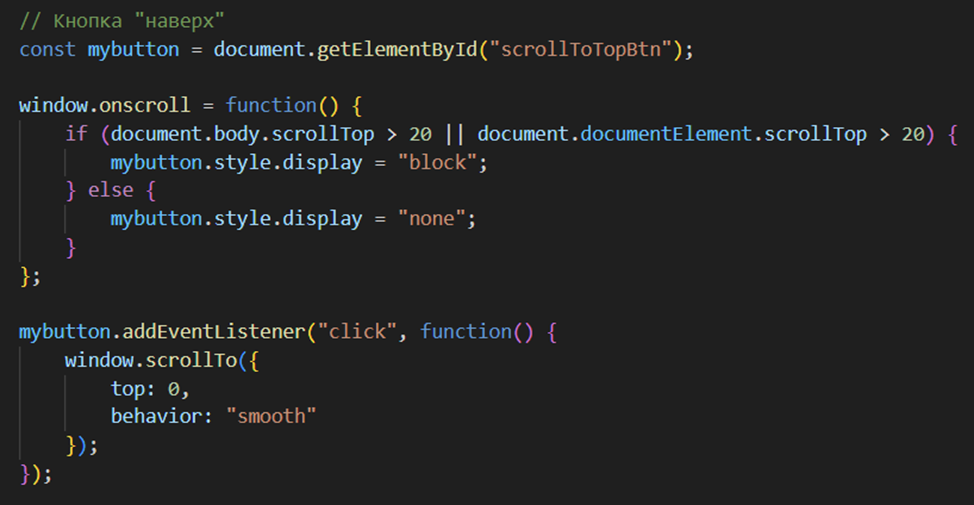 // Кнопка "наверх"
const mybutton = document.getElementById("scrollToTopBtn");
window.onscroll = function() {
if (document.body.scrollTop > 20 || document.documentElement.scrollTop > 20) {
mybutton.style.display = "block";
} else {
mybutton.style.display = "none";
}
};
mybutton.addEventListener("click", function() {
window.scrollTo({
top: 0,
behavior: "smooth"
});
});